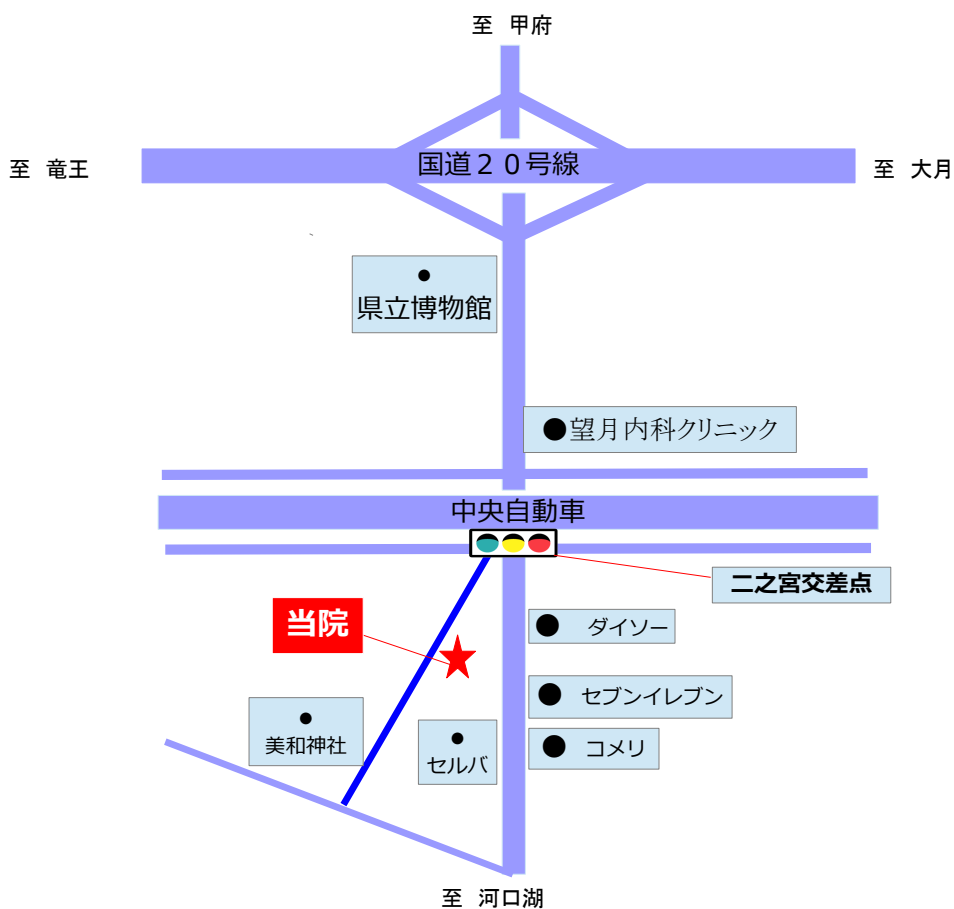 至 甲府
至 竜王
国道２０号線
至 大月
県立博物館
●望月内科クリニック
中央自動車
二之宮交差点
当院
ダイソー
セブンイレブン
美和神社
セルバ
コメリ
至 河口湖